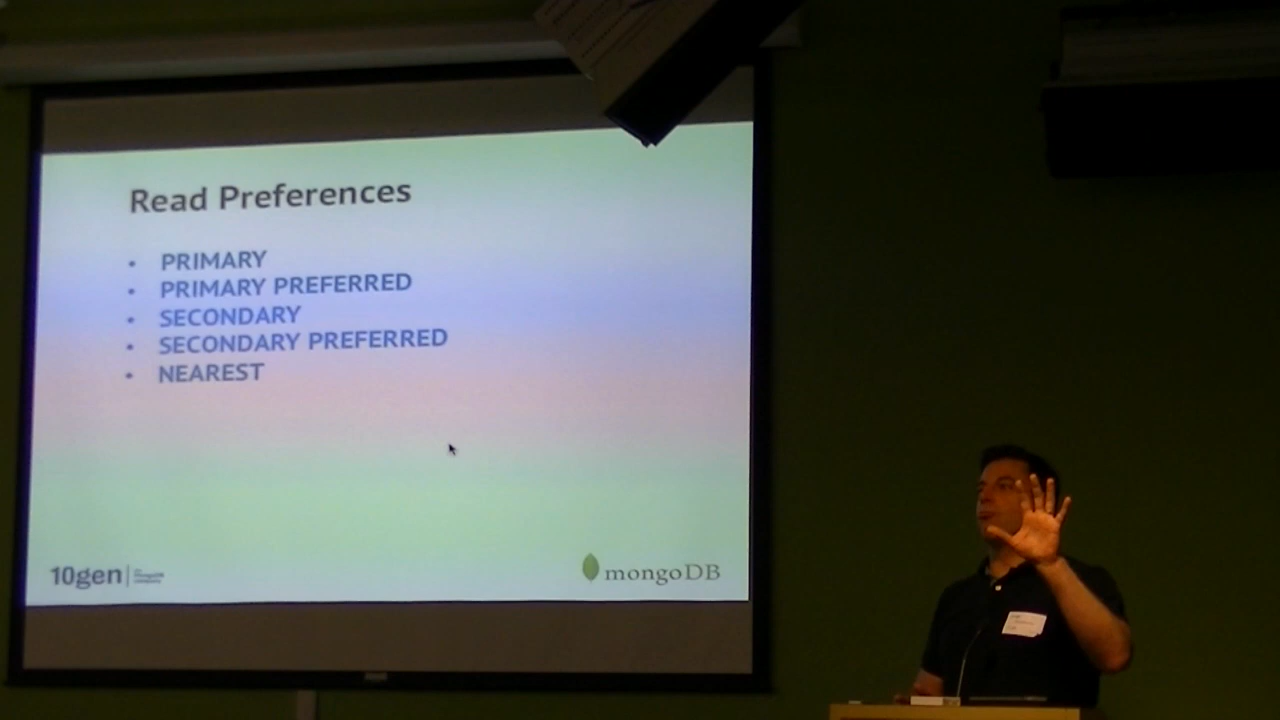 Read Preferences
• PRIMARY
• PRIMARY PREFERRED
• SECONDARY
• SECONDARY PREFERRED
• NEAREST
10gen
mongoDB